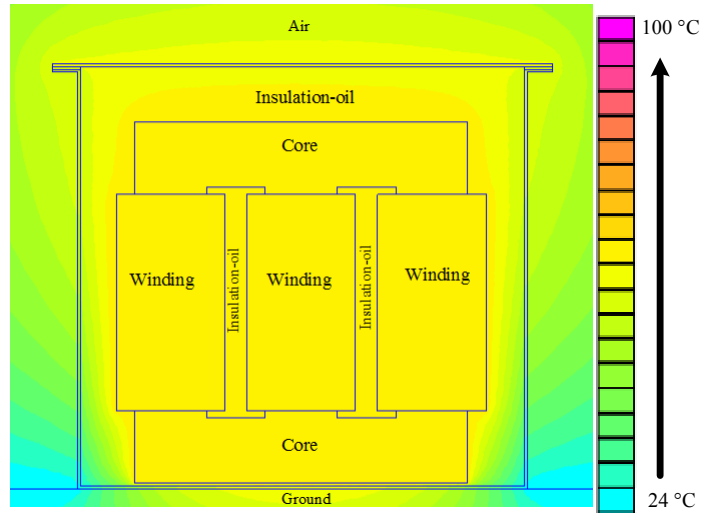 Air
100 °C
Insulation-oil
Core
Winding
Insulation-oil
Winding
Insulation-oil
Winding
Core
Ground
24 °C